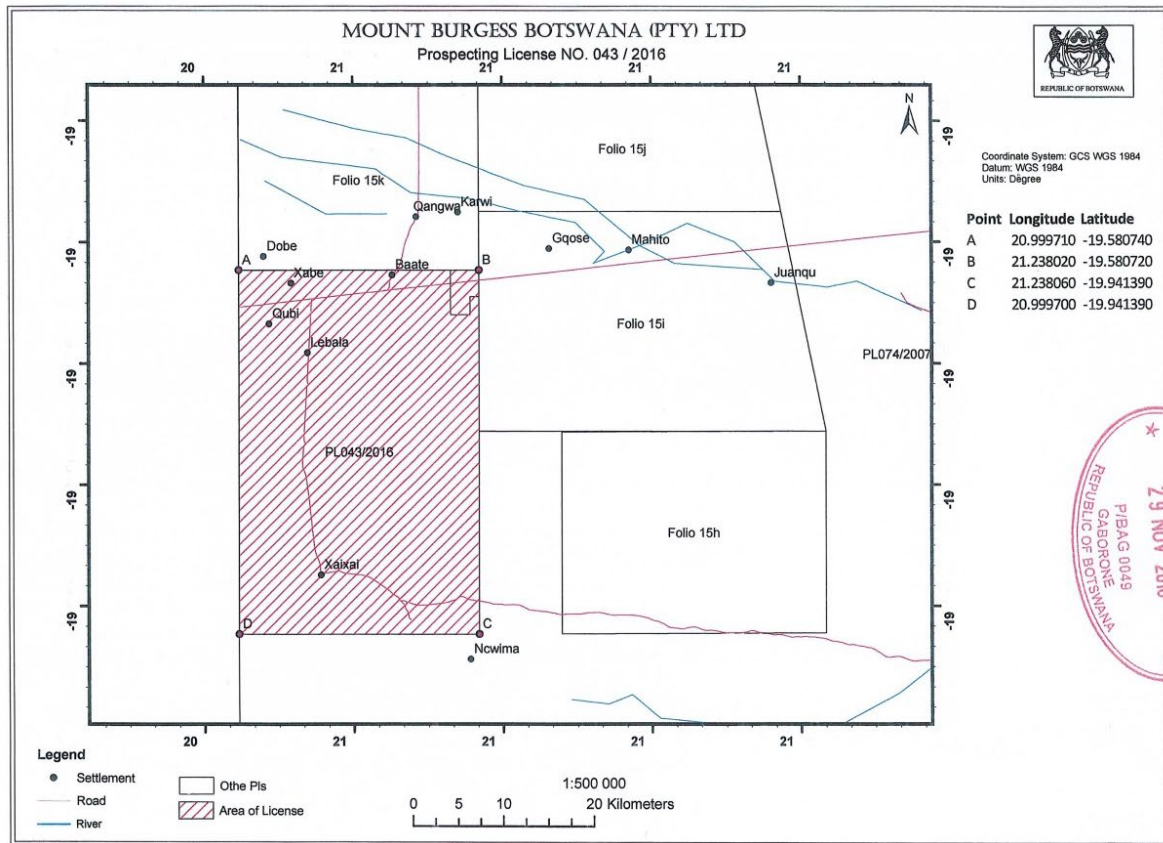 MOUNT BURGESS BOTSWANA (PTY) LTD
Prospecting License NO. 043 / 2016
REPUBLIC OF BOTSWANA
20 21 21 21 21
N
-19 -19
-19 -19
-19 -19
-19 -19
-19 -19
Folio 15j
Folio 15k
Qangwa
Karwi
Gqose
Mahito
Dobe
A
B
Xabe
Baate
Juanqu
Qubi
Folio 15i
Lebala
PL074/2007
PL043/2016
Folio 15h
Xaixai
D
C
Ncwima
20 21 21 21 21
Coordinate System: GCS WGS 1984
Datum: WGS 1984
Units: Degree
Point Longitude Latitude
A 20.999710 -19.580740
B 21.238020 -19.580720
C 21.238060 -19.941390
D 20.999700 -19.941390
29 NOV
P/BAG 0049
GABORONE
REPUBLIC OF BOTSWANA
Legend
Settlement
Road
River
Othe Pls
Area of License
1:500 000
0 5 10 20 Kilometers